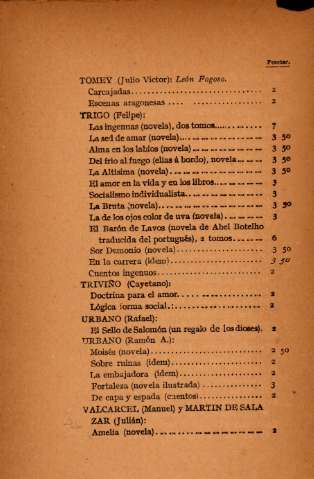 Pesetas.
TOMEY (Julio Víctor): León Fogoso.
Carcajadas................................ 2
Escenas aragonesas .... ................. 2
TRIGO (Felipe):
Las ingenuas (novela), dos tomos............ 7
La sed de amar (novela).................... 3 50
Alma en los labios (novela)................. 3 50
Del frío al fuego (ellas á bordo), novela...... 3 50
La Altísima (novela)...................... 3 50
El amor en la vida y en los libros............ 3
Socialismo individualista................... 3
La Bruta (novela)......................... 3 50
La de los ojos color de uva (novela).......... 3
El Barón de Lavos (novela de Abel Botelho
traducida del portugués), 2 tomos....... 6
Sor Demonio (novela)..................... 3 50
En la carrera (ídem)....................... 3 50
Cuentos ingenuos......................... 2
TRIVIÑO (Cayetano):
Doctrina para el amor..................... 2
Lógica forma social........................ 2
URBANO (Rafael):
El Sello de Salomón (un regalo de los dioses). 2
URBANO (Ramón A.):
Moisés (novela)........................... 2 50
Sobre ruinas (ídem)....................... 2
La embajadora (ídem)..................... 2
Fortaleza (novela ilustrada)................ 3
De capa y espada (cuentos)................. 2
VALCARCEL (Manuel) y MARTIN DE SALA
ZAR (Julián):
Amelia (novela)........................... 2